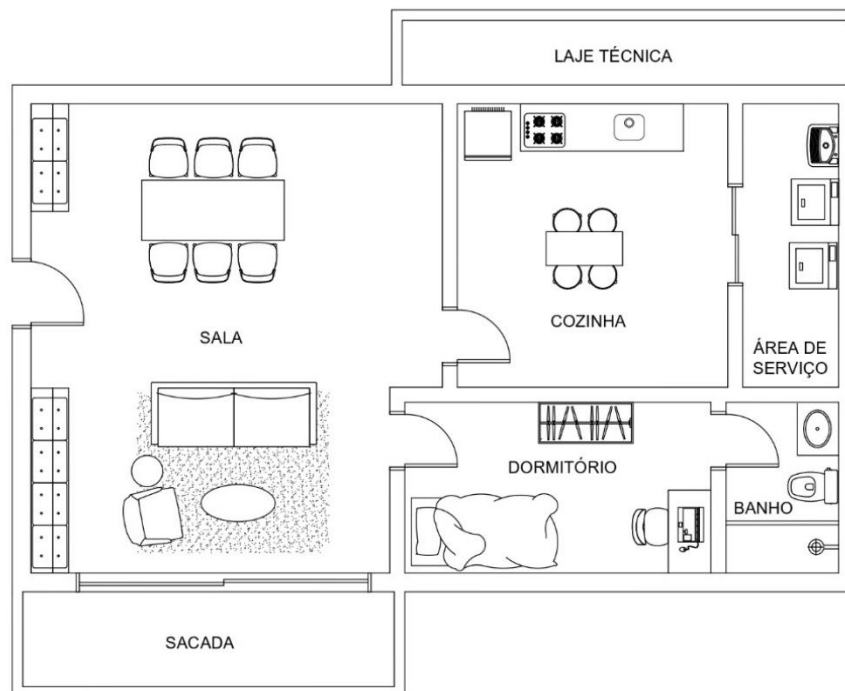 LAJE TÉCNICA
SALA
COZINHA
ÁREA DE
SERVIÇO
DORMITÓRIO
BANHO
SACADA